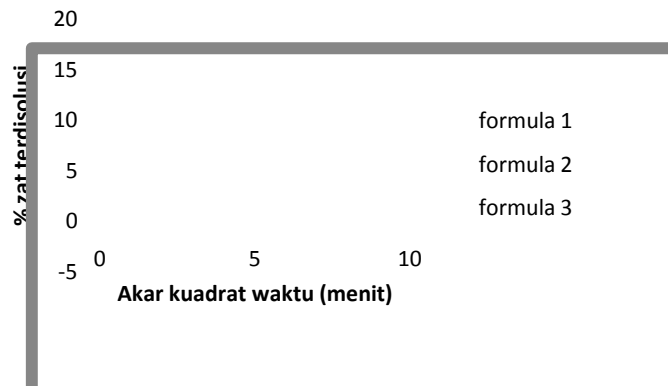 20
15
10
5
0
-5
% zat terdisolusi
0 5 10
Akar kuadrat waktu (menit)
formula 1
formula 2
formula 3